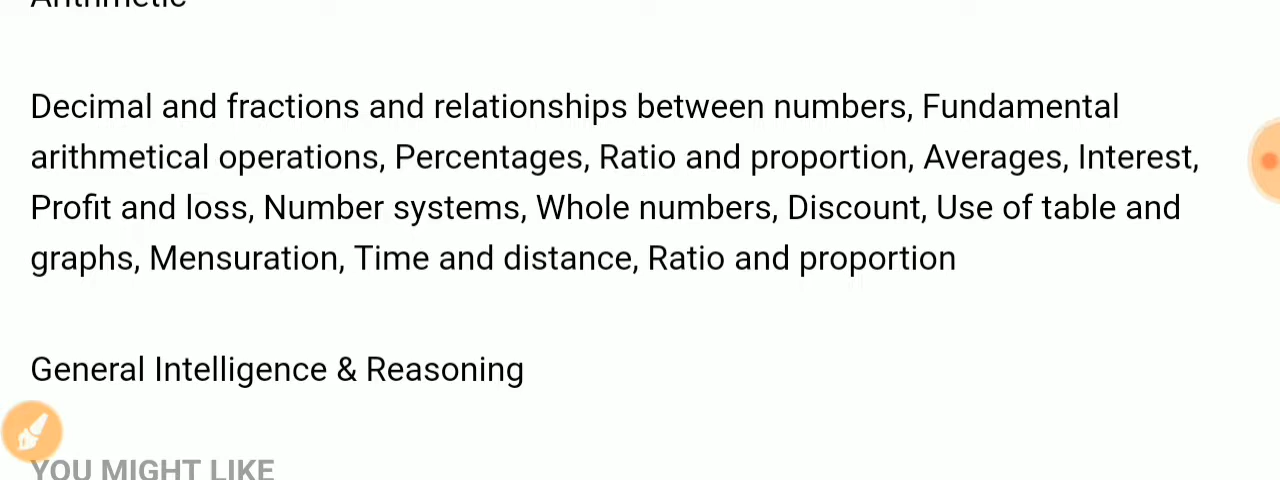 Arithmetic
Decimal and fractions and relationships between numbers, Fundamental
arithmetical operations, Percentages, Ratio and proportion, Averages, Interest,
Profit and loss, Number systems, Whole numbers, Discount, Use of table and
graphs, Mensuration, Time and distance, Ratio and proportion
General Intelligence & Reasoning
YOU MIGHT LIKE